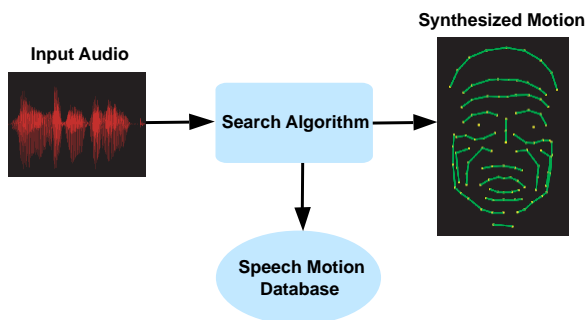 Synthesized Motion
Input Audio
Search Algorithm
Speech Motion
Database